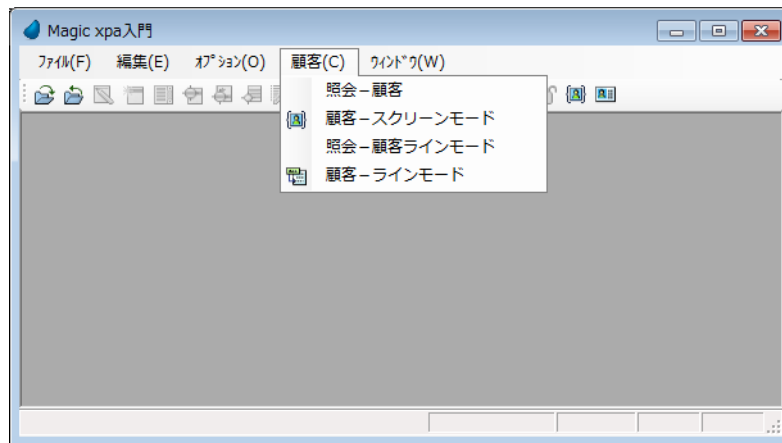 Magic xpa入門
ﾌｧｲﾙ(F) 編集(E) ｵﾌﾟｼｮﾝ(O) 顧客(C) ｳｨﾝﾄﾞｳ(W)
照会－顧客
顧客－スクリーンモード
照会－顧客ラインモード
顧客－ラインモード